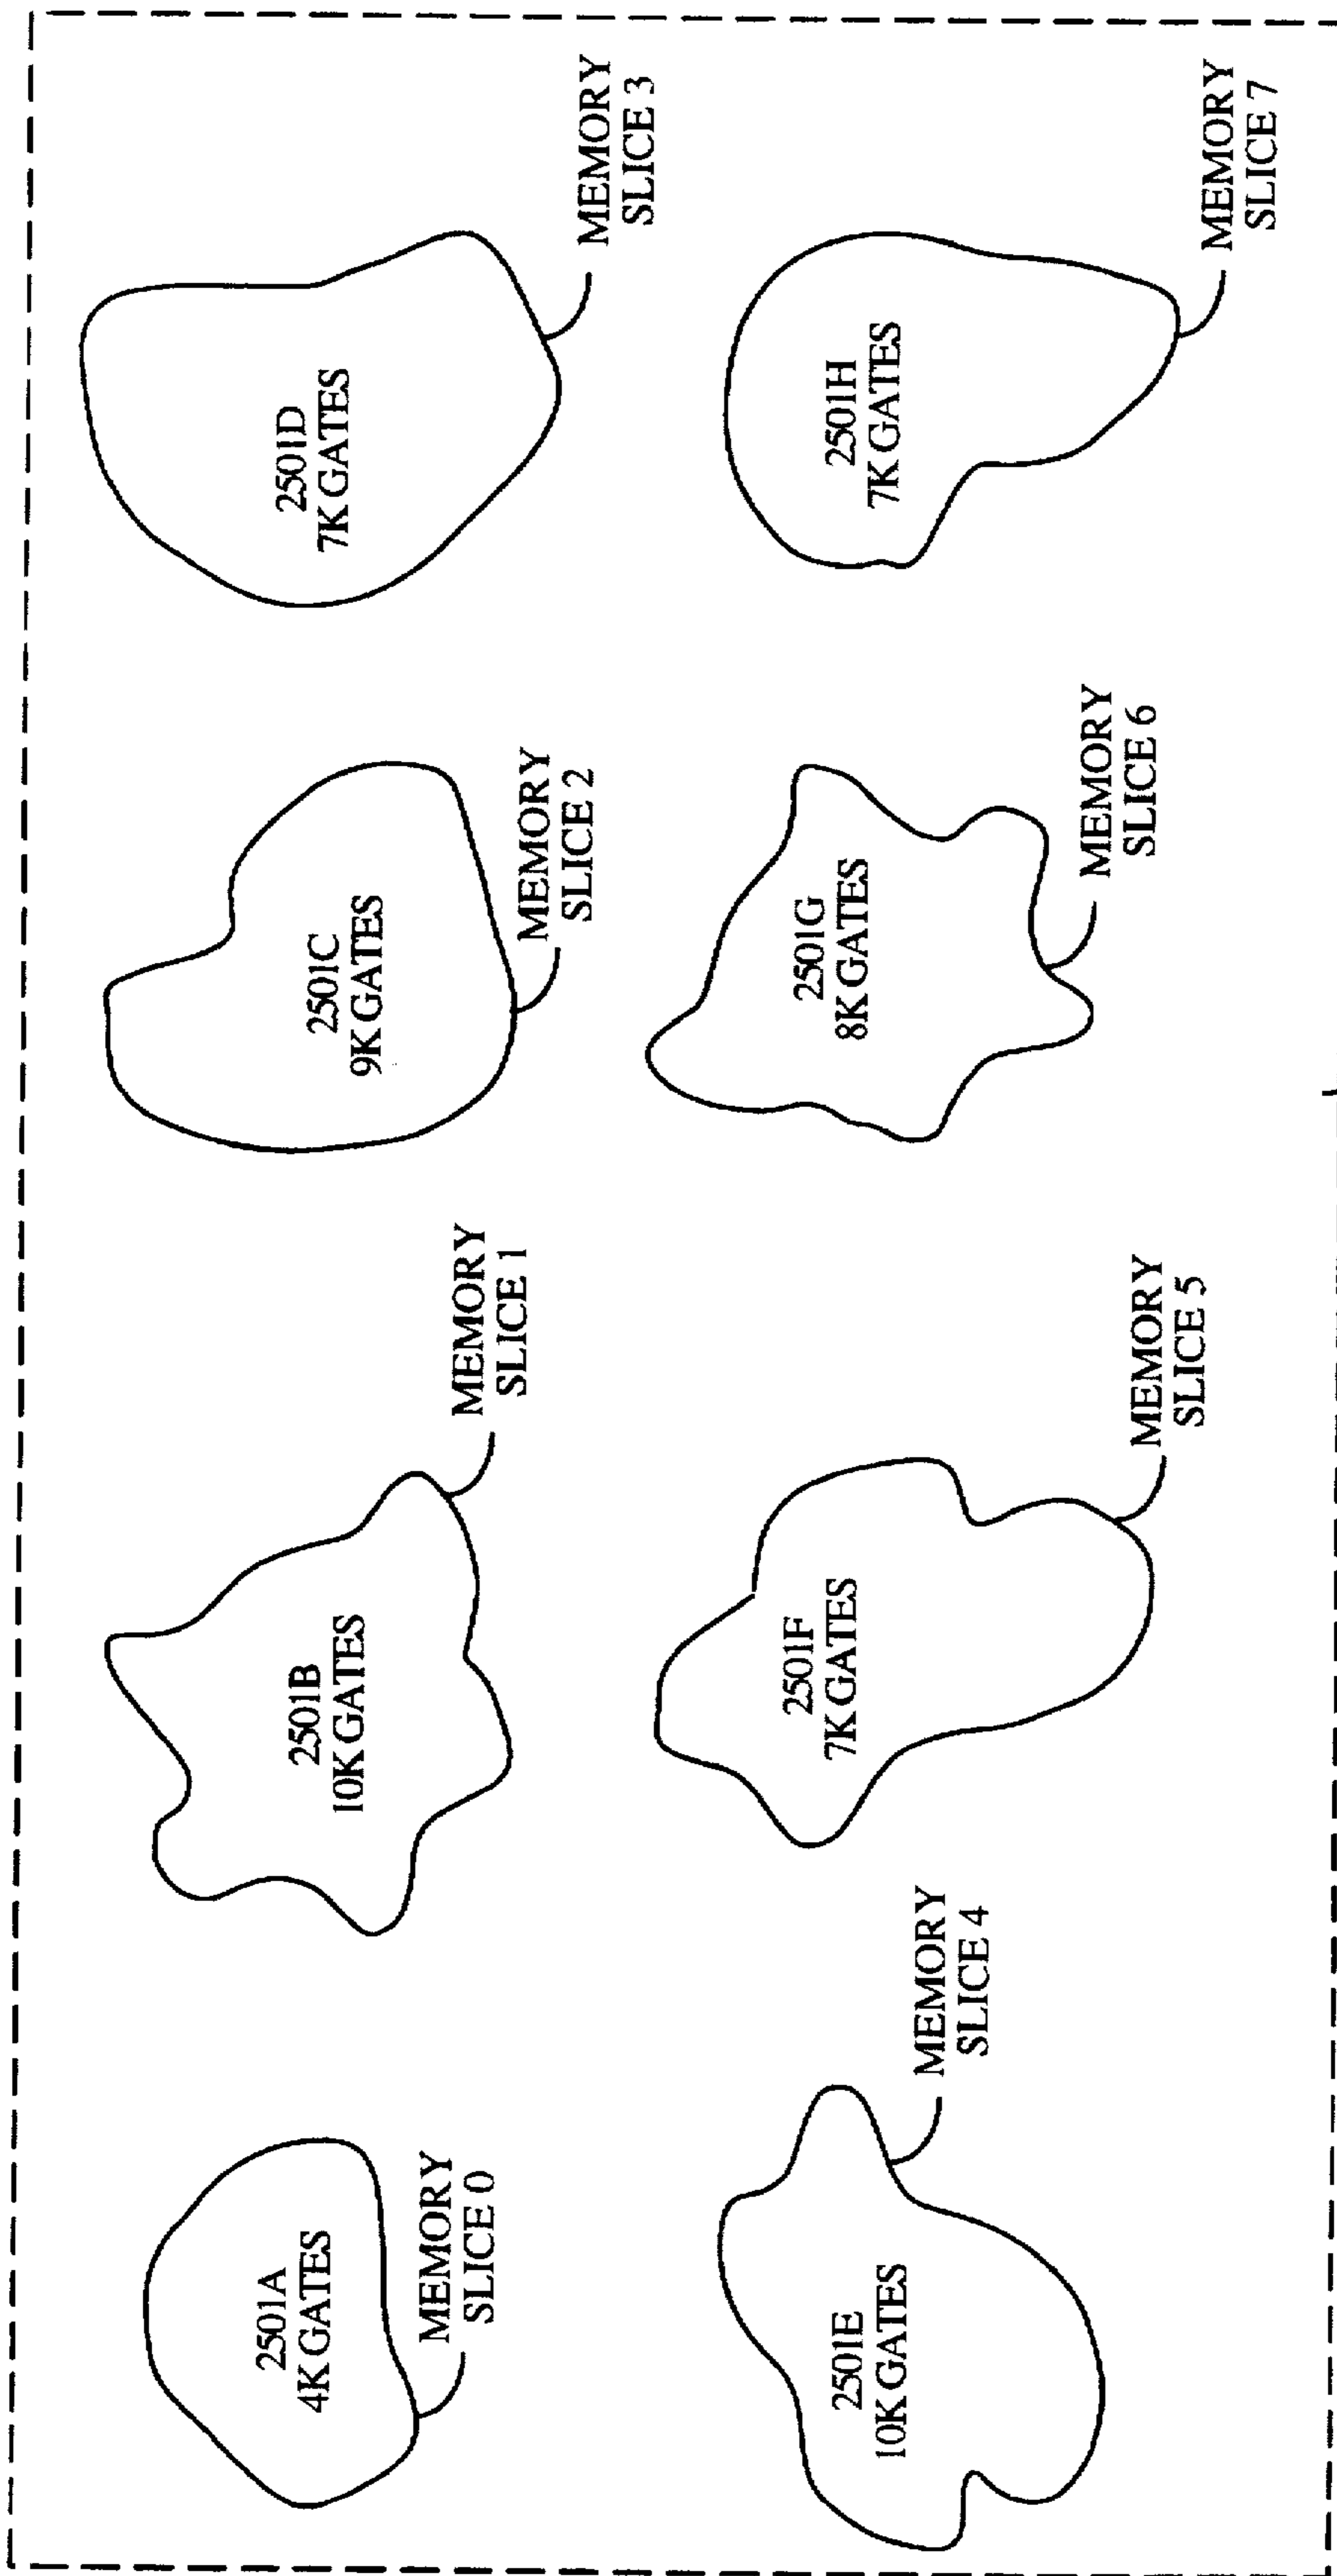 2501A
4K GATES
MEMORY
SLICE 0
2501B
10K GATES
MEMORY
SLICE 1
2501C
9K GATES
MEMORY
SLICE 2
2501D
7K GATES
MEMORY
SLICE 3
2501E
10K GATES
MEMORY
SLICE 4
2501F
7K GATES
MEMORY
SLICE 5
2501G
8K GATES
MEMORY
SLICE 6
2501H
7K GATES
MEMORY
SLICE 7